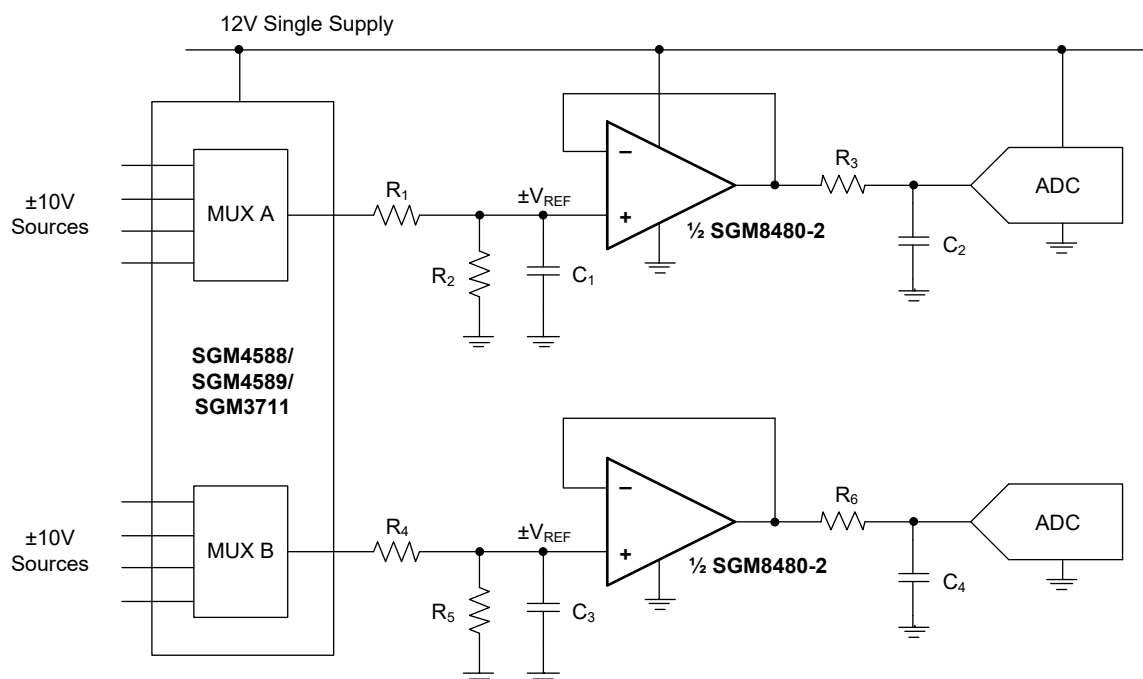 12V Single Supply
±10V
Sources
MUX A
R1
±VREF
R2
C1
−
+
½ SGM8480-2
R3
C2
ADC
SGM4588/
SGM4589/
SGM3711
±10V
Sources
MUX B
R4
±VREF
R5
C3
−
+
½ SGM8480-2
R6
C4
ADC